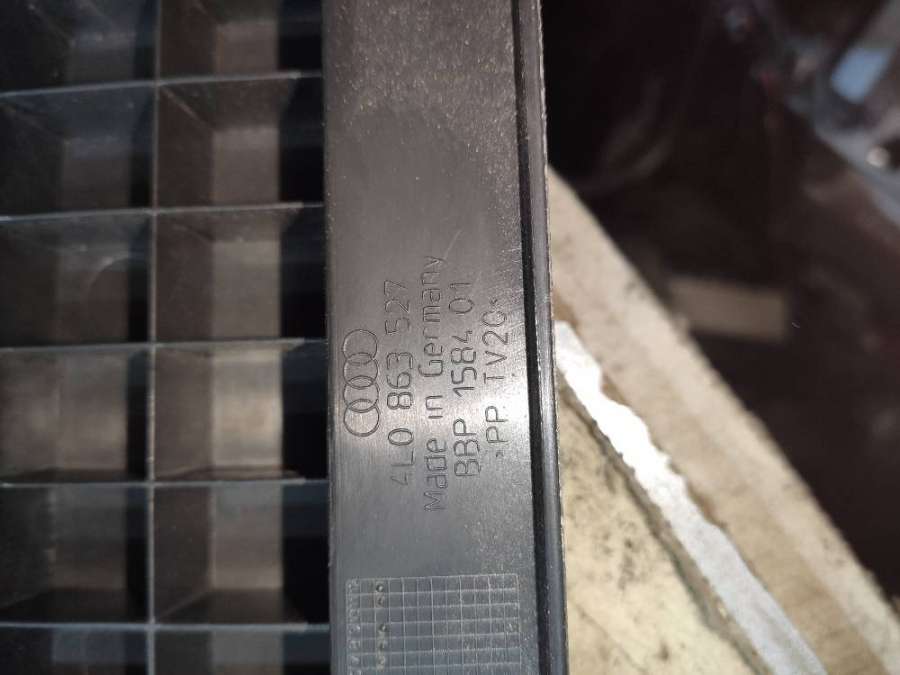 4L0 863 527
Made in Germany
BBP 1584 01
>PP TV20<